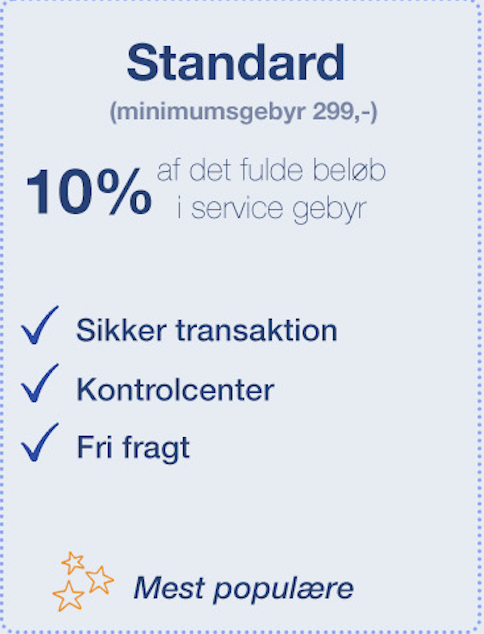 Standard
(minimumsgebyr 299,-)
10% af det fulde beløb
i service gebyr
Sikker transaktion
Kontrolcenter
Fri fragt
Mest populære